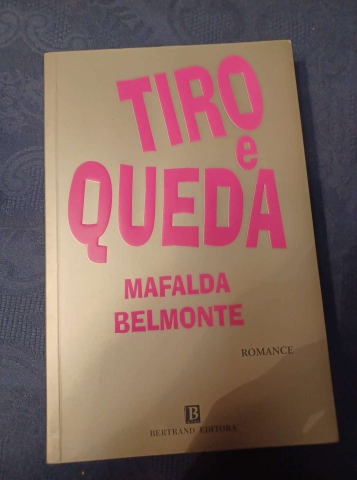 TIRO
e
QUEDA
MAFALDA
BELMONTE
ROMANCE
B
BERTRAND EDITORA